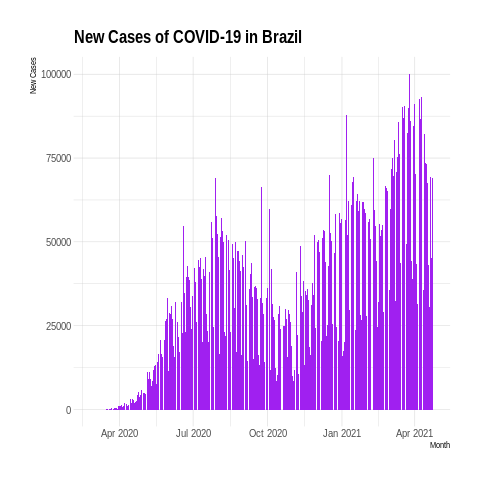 New Cases of COVID-19 in Brazil
New Cases
100000
75000
50000
25000
0
Apr 2020 Jul 2020 Oct 2020 Jan 2021 Apr 2021
Month